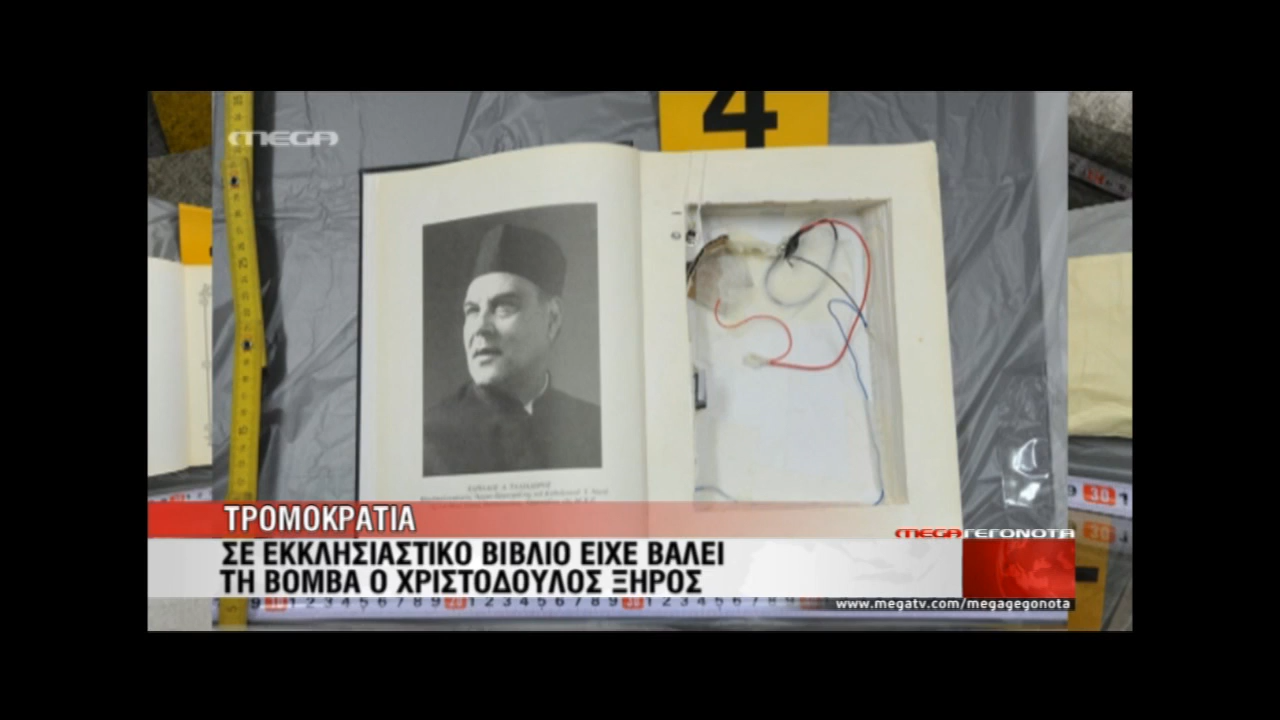 MEGA
4
ΤΡΟΜΟΚΡΑΤΙΑ
MEGA ΓΕΓΟΝΟΤΑ
ΣΕ ΕΚΚΛΗΣΙΑΣΤΙΚΟ ΒΙΒΛΙΟ ΕΙΧΕ ΒΑΛΕΙ
ΤΗ ΒΟΜΒΑ Ο ΧΡΙΣΤΟΔΟΥΛΟΣ ΞΗΡΟΣ
www.megatv.com/megagegonota